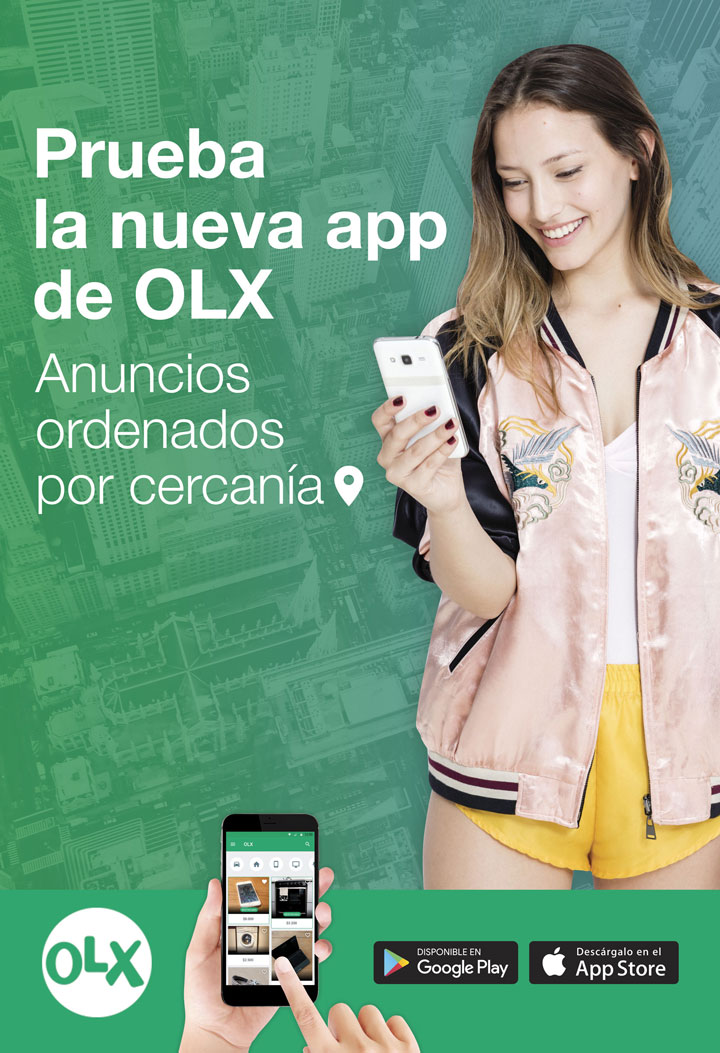 Prueba
la nueva app
de OLX
Anuncios
ordenados
por cercanía
OLX
OLX
DISPONIBLE EN
Google Play
Descárgalo en el
App Store